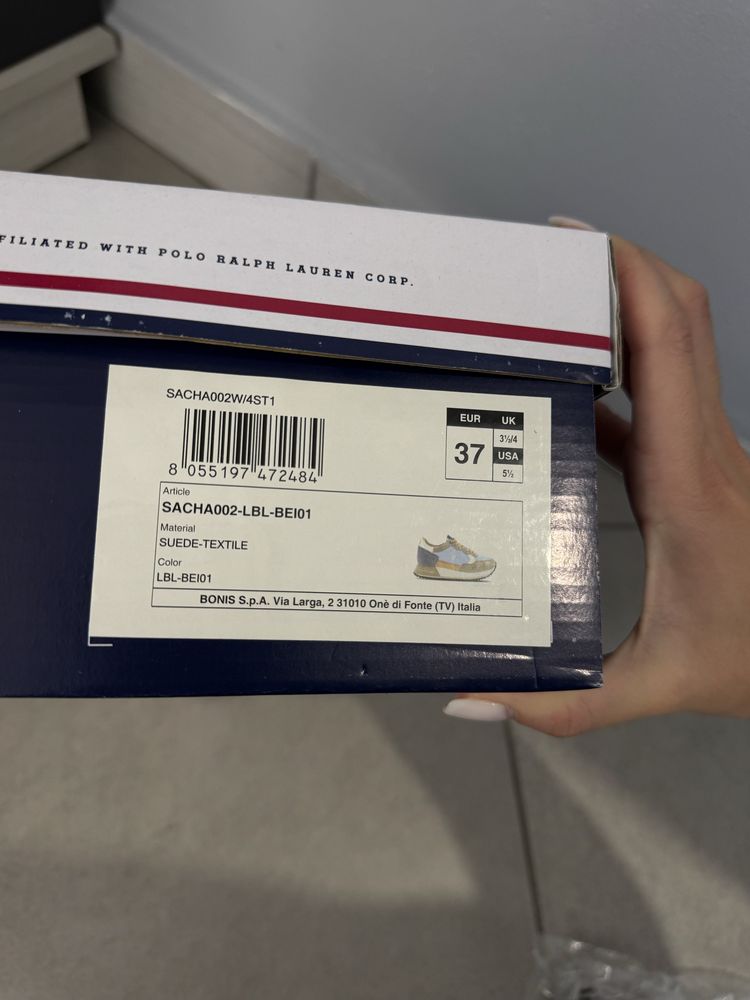 FILIATED WITH POLO RALPH LAUREN CORP.
SACHA002W/4ST1
8 055197 472484
EUR UK
37 3½/4
USA
5½
Article
SACHA002-LBL-BEI01
Material
SUEDE-TEXTILE
Color
LBL-BEI01
BONIS S.p.A. Via Larga, 2 31010 Onè di Fonte (TV) Italia